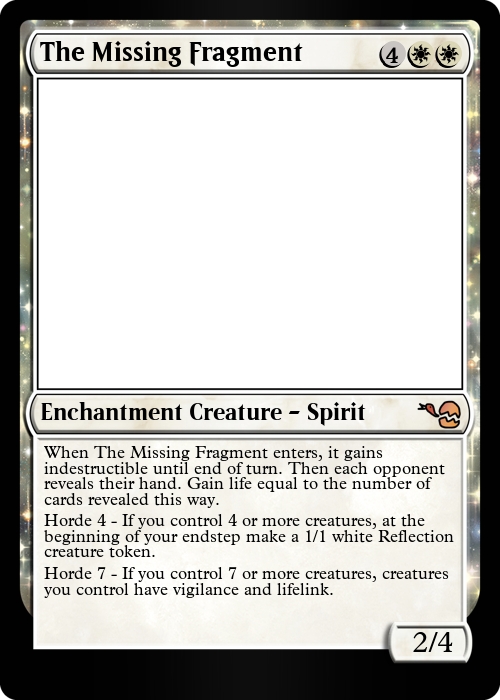 The Missing Fragment 4
Enchantment Creature – Spirit
When The Missing Fragment enters, it gains
indestructible until end of turn. Then each opponent
reveals their hand. Gain life equal to the number of
cards revealed this way.
Horde 4 - If you control 4 or more creatures, at the
beginning of your endstep make a 1/1 white Reflection
creature token.
Horde 7 - If you control 7 or more creatures, creatures
you control have vigilance and lifelink.
2/4